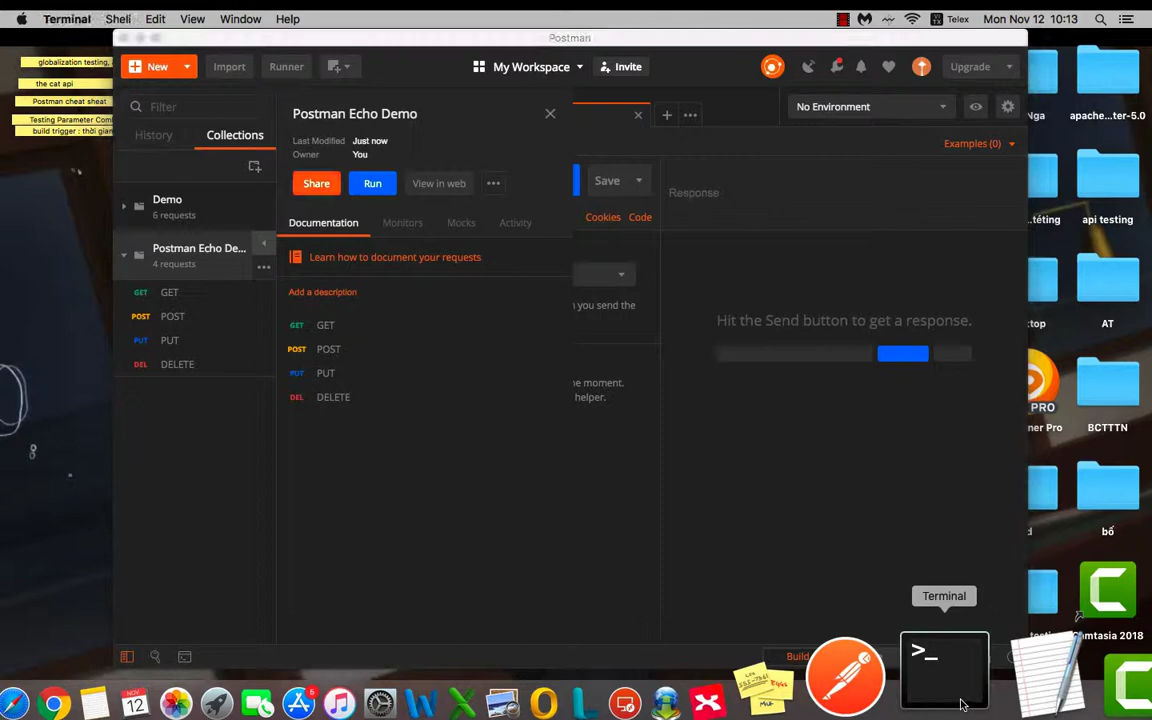 Terminal Shell Edit View Window Help
Telex Mon Nov 12 10:13
Postman
globalization testing,
the cat api
Postman cheat sheat
Testing Parameter Com
build trigger : thời gian
New Import Runner
My Workspace Invite
Upgrade
Filter
History Collections
Demo
6 requests
Postman Echo De...
4 requests
GET GET
POST POST
PUT PUT
DEL DELETE
Postman Echo Demo
Last Modified Just now
Owner You
Share Run View in web
Documentation Monitors Mocks Activity
Learn how to document your requests
Add a description
GET GET
POST POST
PUT PUT
DEL DELETE
No Environment
Examples (0)
Save
Cookies Code
you send the
he moment.
helper.
Response
Hit the Send button to get a response.
Build
Terminal
>_
Nga
apache...ter-5.0
.téting
api testing
top
AT
PRO
ner Pro
BCTTTN
d
bố
Camtasia 2018
6